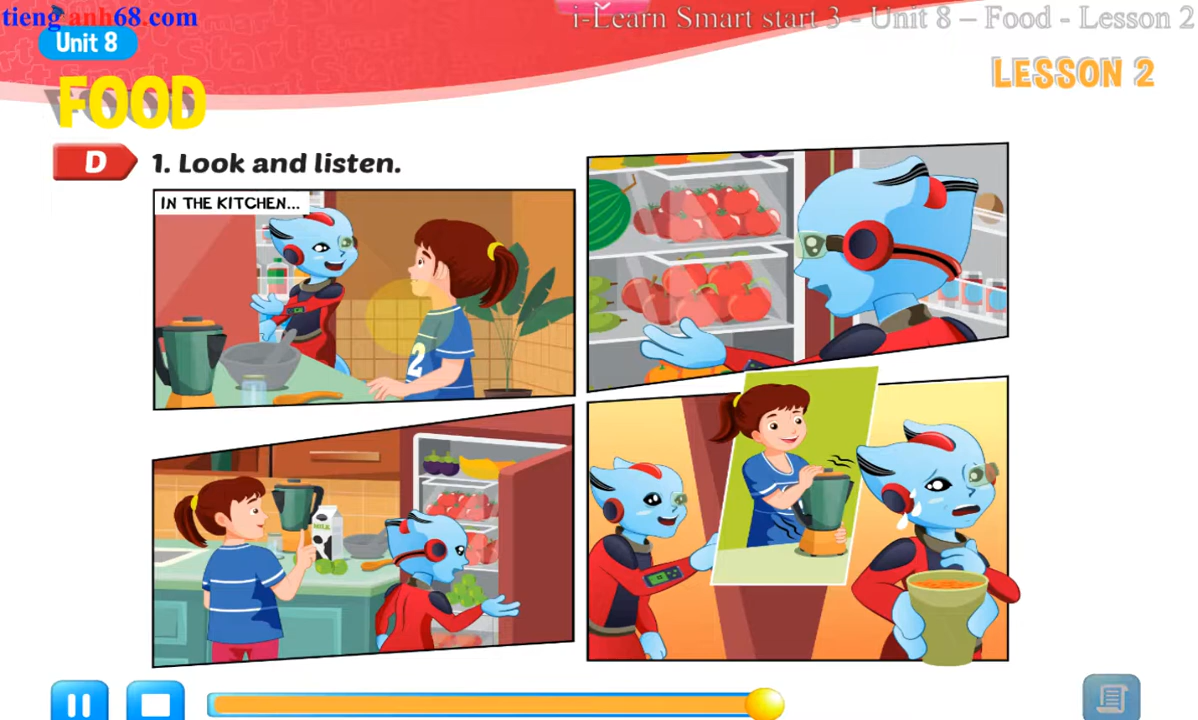 tienganh68.com
i-Learn Smart start 3 - Unit 8 – Food - Lesson 2
Unit 8
LESSON 2
FOOD
D 1. Look and listen.
IN THE KITCHEN...
2
MILK